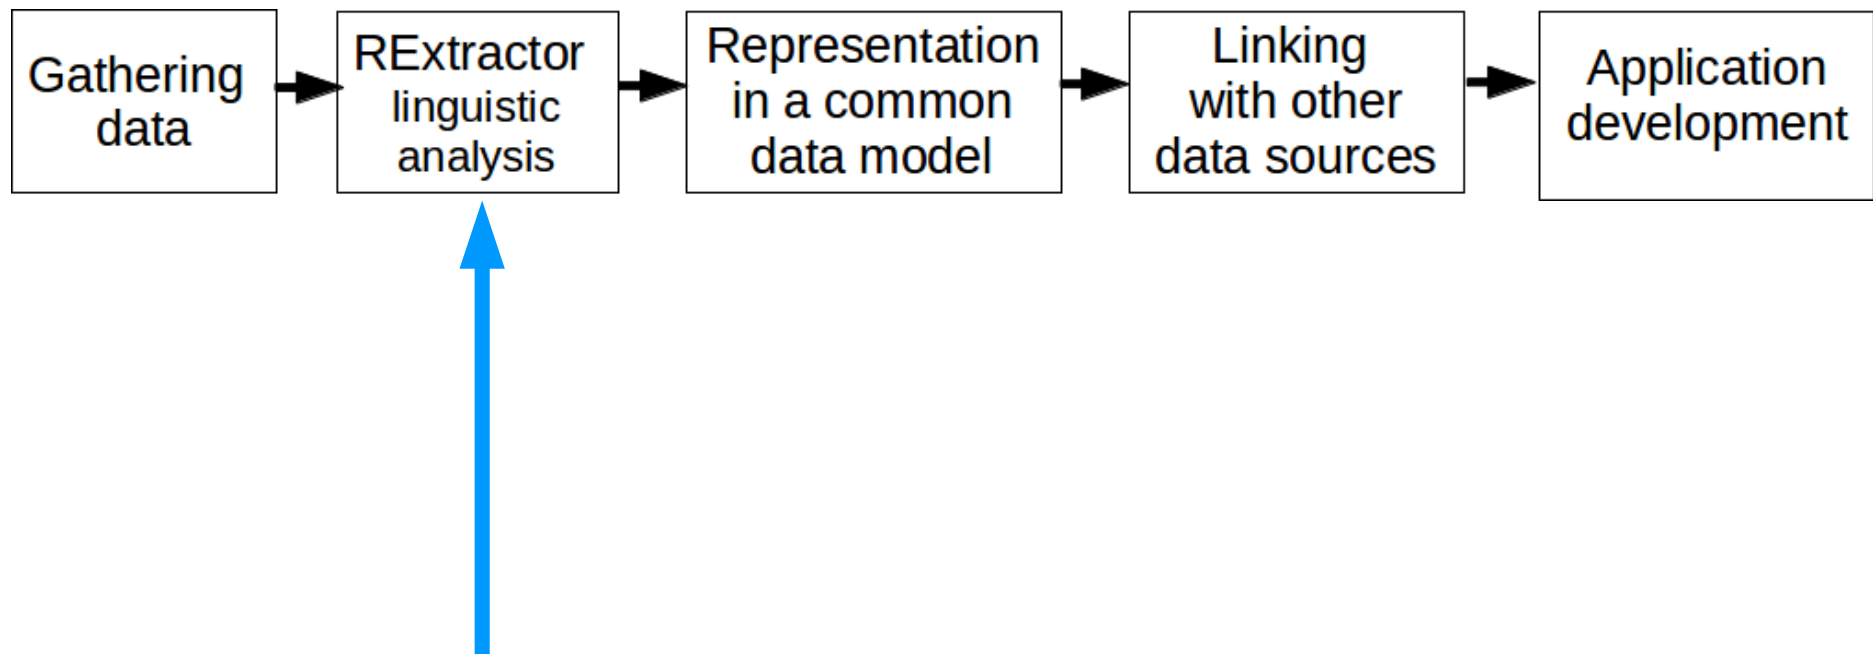 Gathering
data
RExtractor
linguistic
analysis
Representation
in a common
data model
Linking
with other
data sources
Application
development